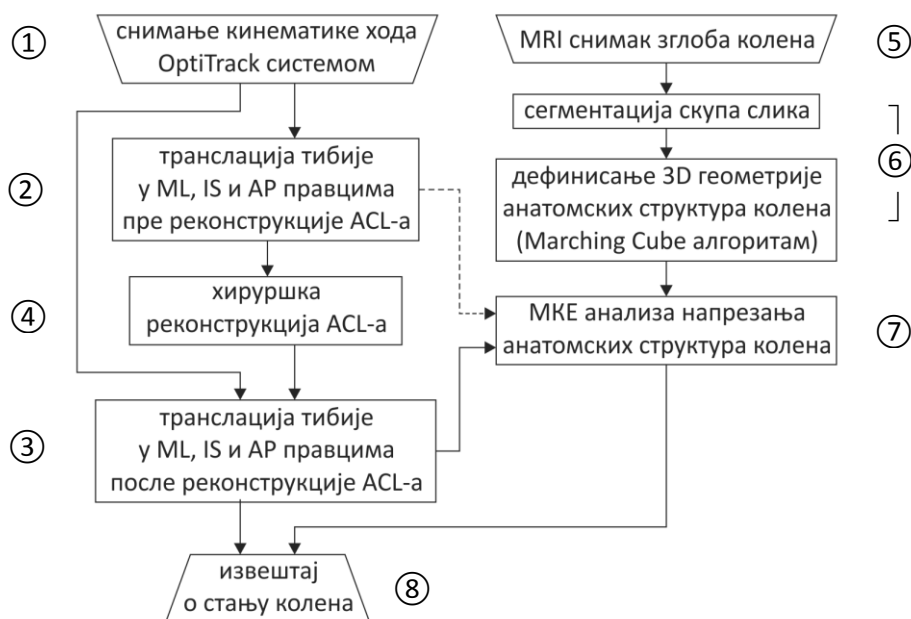 ①
снимање кинематике хода
OptiTrack системом
②
транслација тибије
у ML, IS и AP правцима
пре реконструкције ACL-а
④
хируршка
реконструкција ACL-а
③
транслација тибије
у ML, IS и AP правцима
после реконструкције ACL-а
⑤
MRI снимак зглоба колена
сегментација скупа слика
⑥
дефинисање 3D геометрије
анатомских структура колена
(Marching Cube алгоритам)
⑦
МКЕ анализа напрезања
анатомских структура колена
извештај
о стању колена
⑧